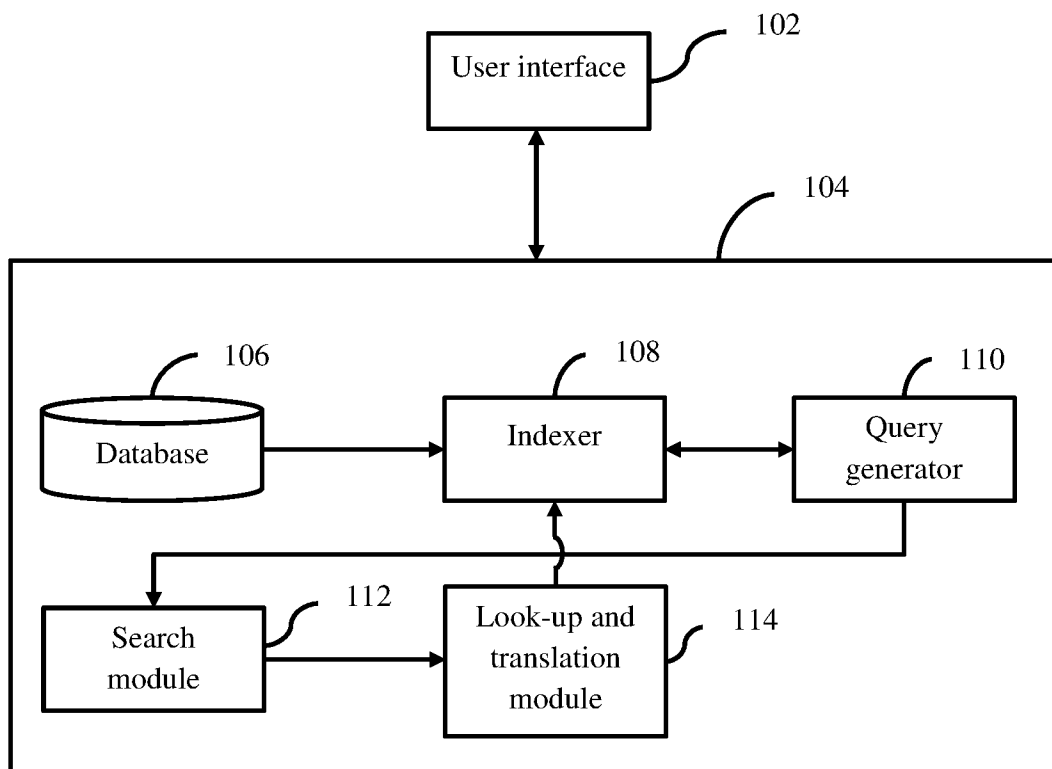 102
User interface
104
106
108
110
Database
Indexer
Query
generator
112
114
Search
module
Look-up and
translation
module